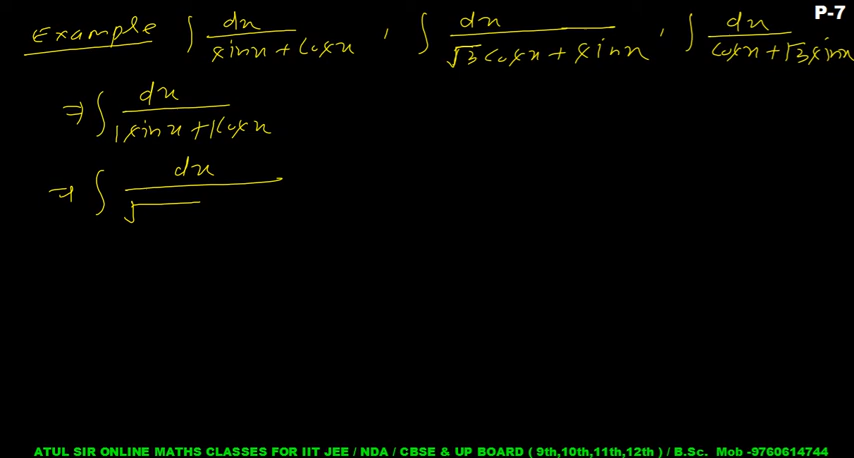 P-7
Example ∫ dx/(sinx + cosx) , ∫ dx/(√3 cosx + sinx) , ∫ dx/(cosx + √3 sinx
⇒ ∫ dx/(1 sinx + 1 cosx)
⇒ ∫ dx/√
ATUL SIR ONLINE MATHS CLASSES FOR IIT JEE / NDA / CBSE & UP BOARD ( 9th,10th,11th,12th ) / B.Sc. Mob -9760614744